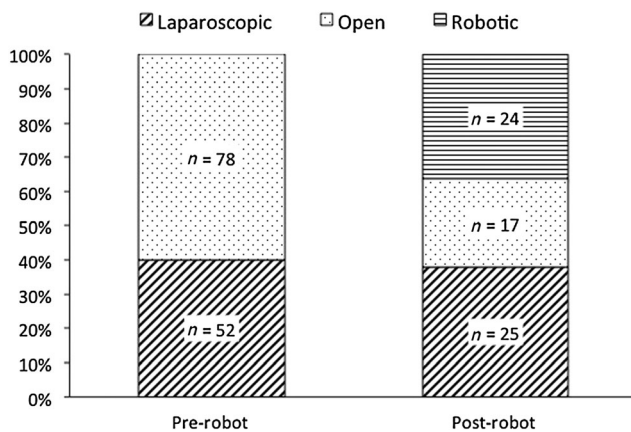 Laparoscopic Open Robotic
100%
90%
80%
70%
60%
50%
40%
30%
20%
10%
0%
n = 78
n = 52
n = 24
n = 17
n = 25
Pre-robot Post-robot